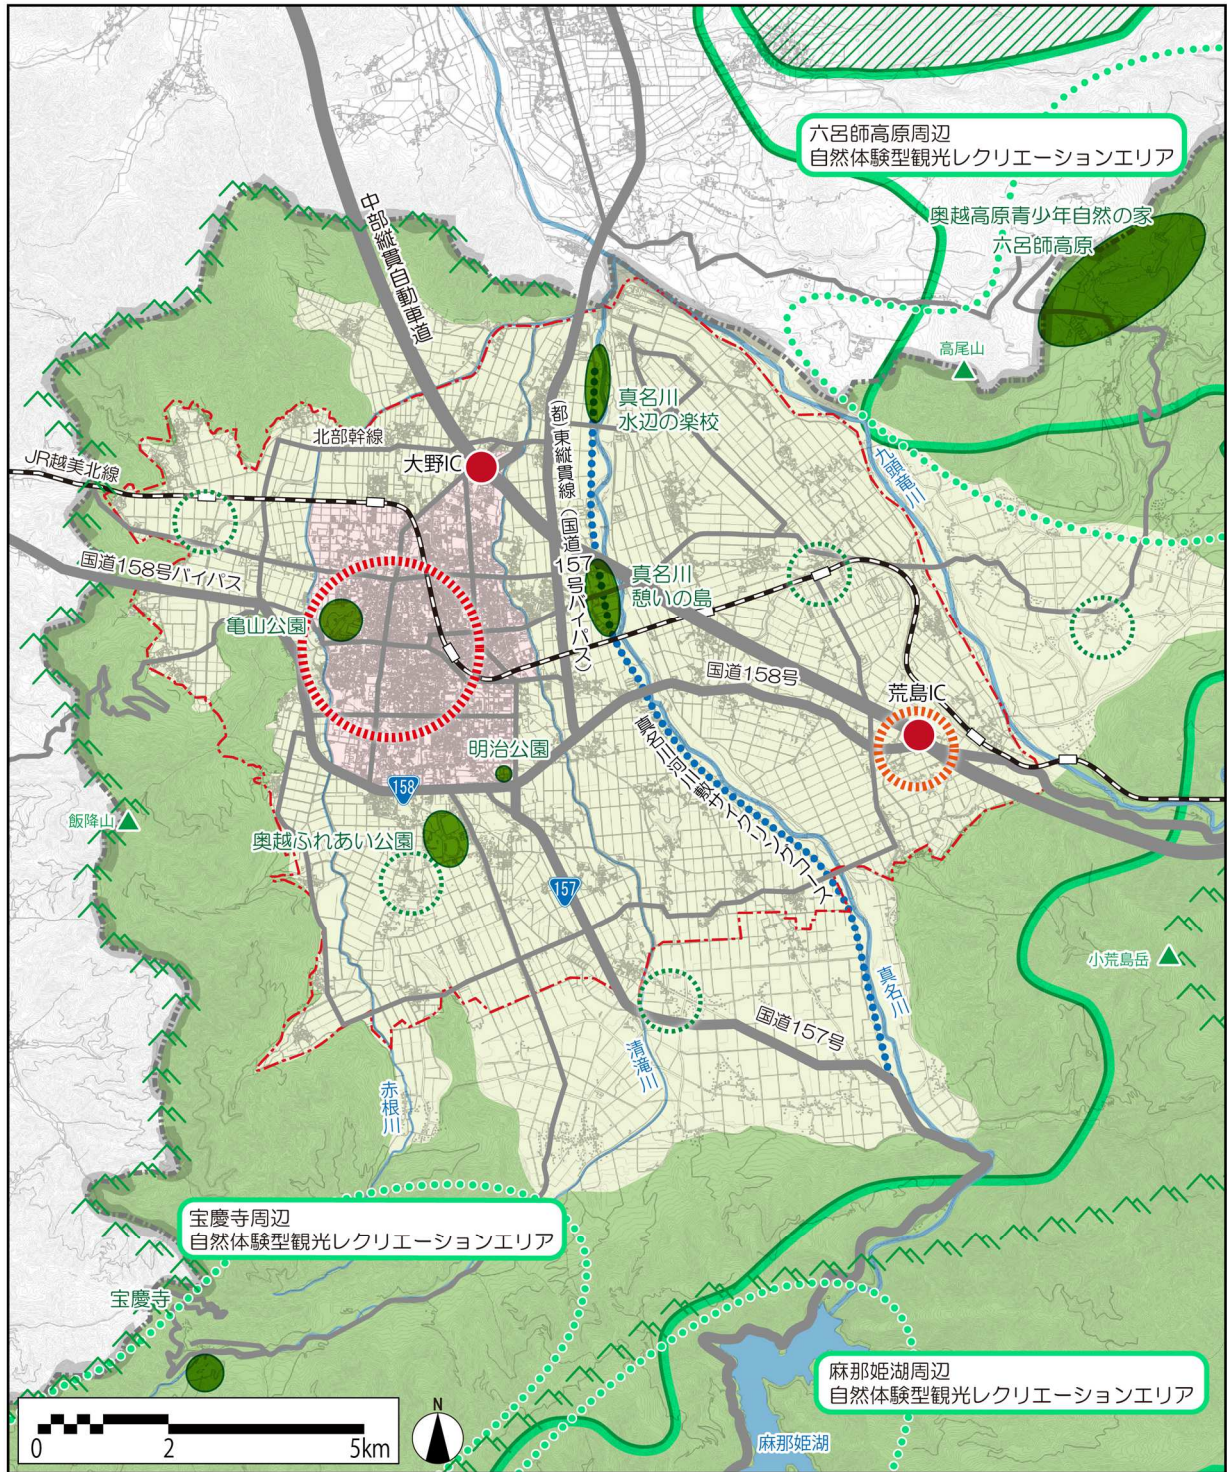 六呂師高原周辺
自然体験型観光レクリエーションエリア
奥越高原青少年自然の家
六呂師高原
中部縦貫自動車道
高尾山
真名川
水辺の楽校
(都)東縦貫線(国道157号バイパス)
北部幹線
大野IC
JR越美北線
九頭竜川
国道158号バイパス
真名川
憩いの島
亀山公園
国道158号
荒島IC
真名川河川敷サイクリングコース
明治公園
158
飯降山
奥越ふれあい公園
157
小荒島岳
真名川
国道157号
清滝川
赤根川
宝慶寺周辺
自然体験型観光レクリエーションエリア
宝慶寺
麻那姫湖周辺
自然体験型観光レクリエーションエリア
麻那姫湖
N
0 2 5km